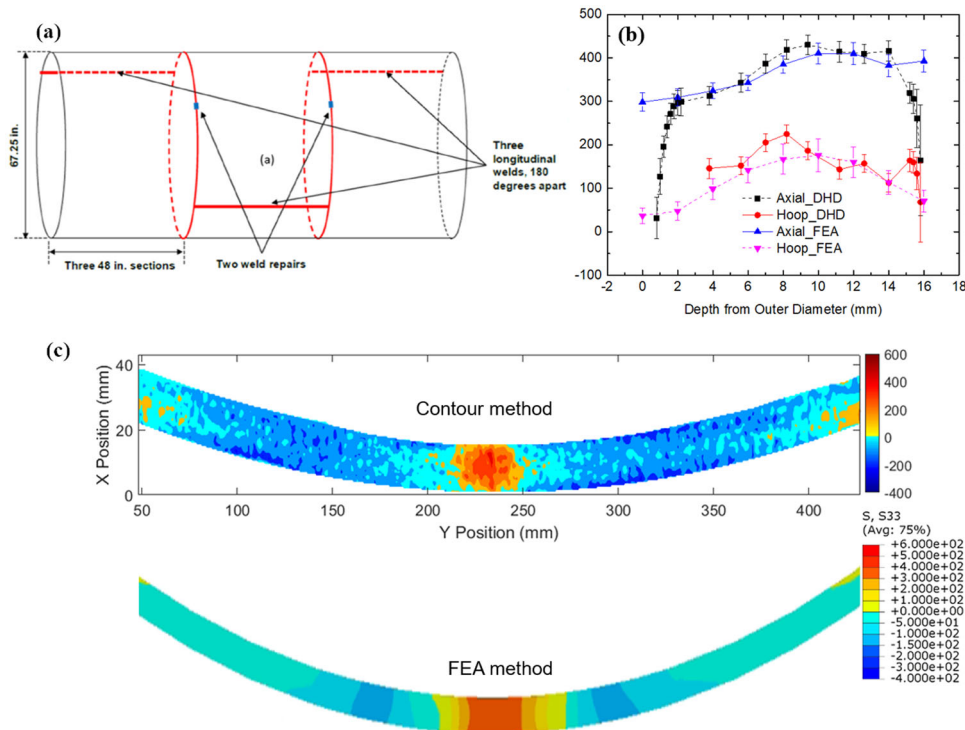 (a)
67.25 in.
(a)
Three
longitudinal
welds, 180
degrees apart
Three 48 in. sections
Two weld repairs
(b)
500
400
300
200
100
0
-100
Axial_DHD
Hoop_DHD
Axial_FEA
Hoop_FEA
-2 0 2 4 6 8 10 12 14 16 18
Depth from Outer Diameter (mm)
(c)
X Position (mm)
40
20
0
Contour method
50 100 150 200 250 300 350 400
Y Position (mm)
600
400
200
0
-200
-400
S, S33
(Avg: 75%)
+6.000e+02
+5.000e+02
+4.000e+02
+3.000e+02
+2.000e+02
+1.000e+02
+0.000e+00
-5.000e+01
-1.000e+02
-1.500e+02
-2.000e+02
-3.000e+02
-4.000e+02
FEA method